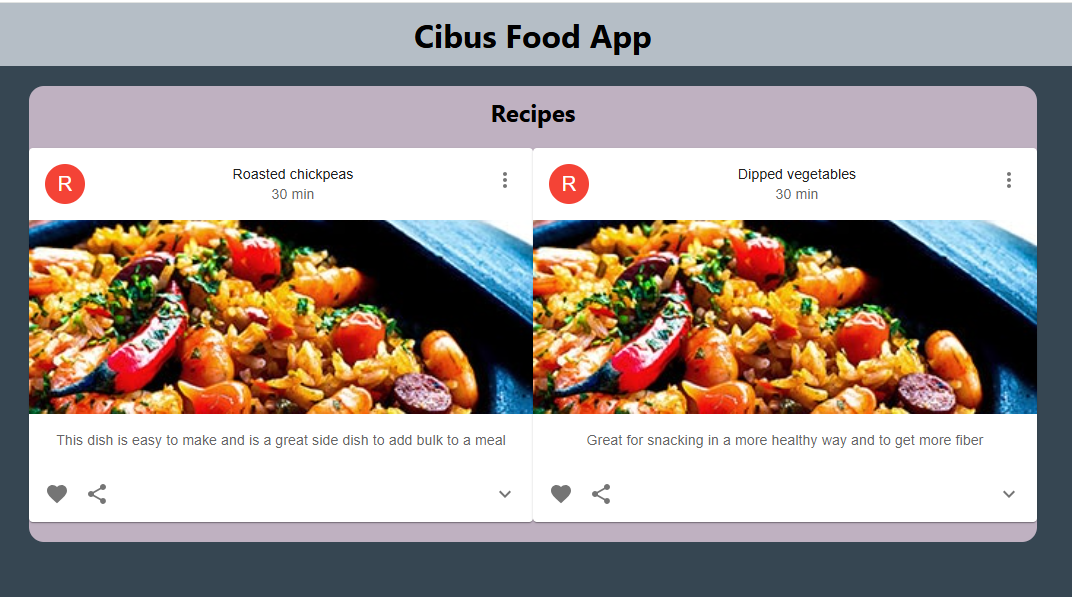 Cibus Food App
Recipes
R
Roasted chickpeas
30 min
This dish is easy to make and is a great side dish to add bulk to a meal
R
Dipped vegetables
30 min
Great for snacking in a more healthy way and to get more fiber